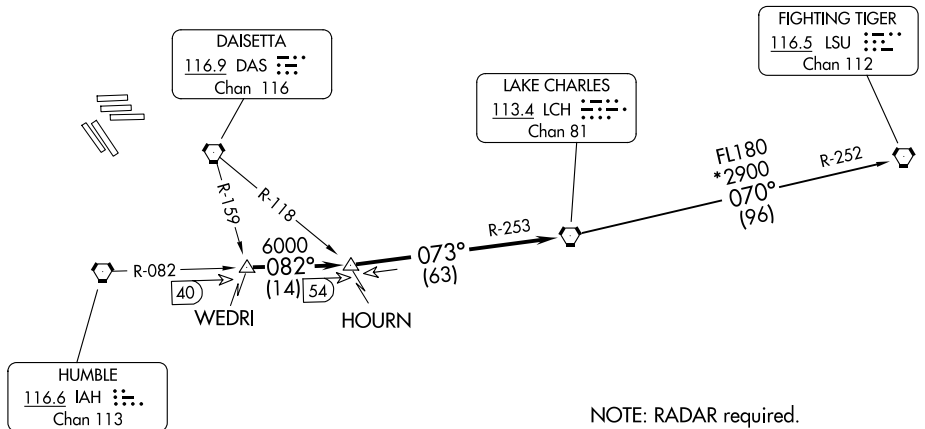 FIGHTING TIGER
116.5 LSU
Chan 112
DAISETTA
116.9 DAS
Chan 116
LAKE CHARLES
113.4 LCH
Chan 81
FL180
*2900
070°
(96)
R-252
R-159
R-118
R-253
073°
(63)
6000
082°
(14)
R-082
40
54
WEDRI
HOURN
HUMBLE
116.6 IAH
Chan 113
NOTE: RADAR required.